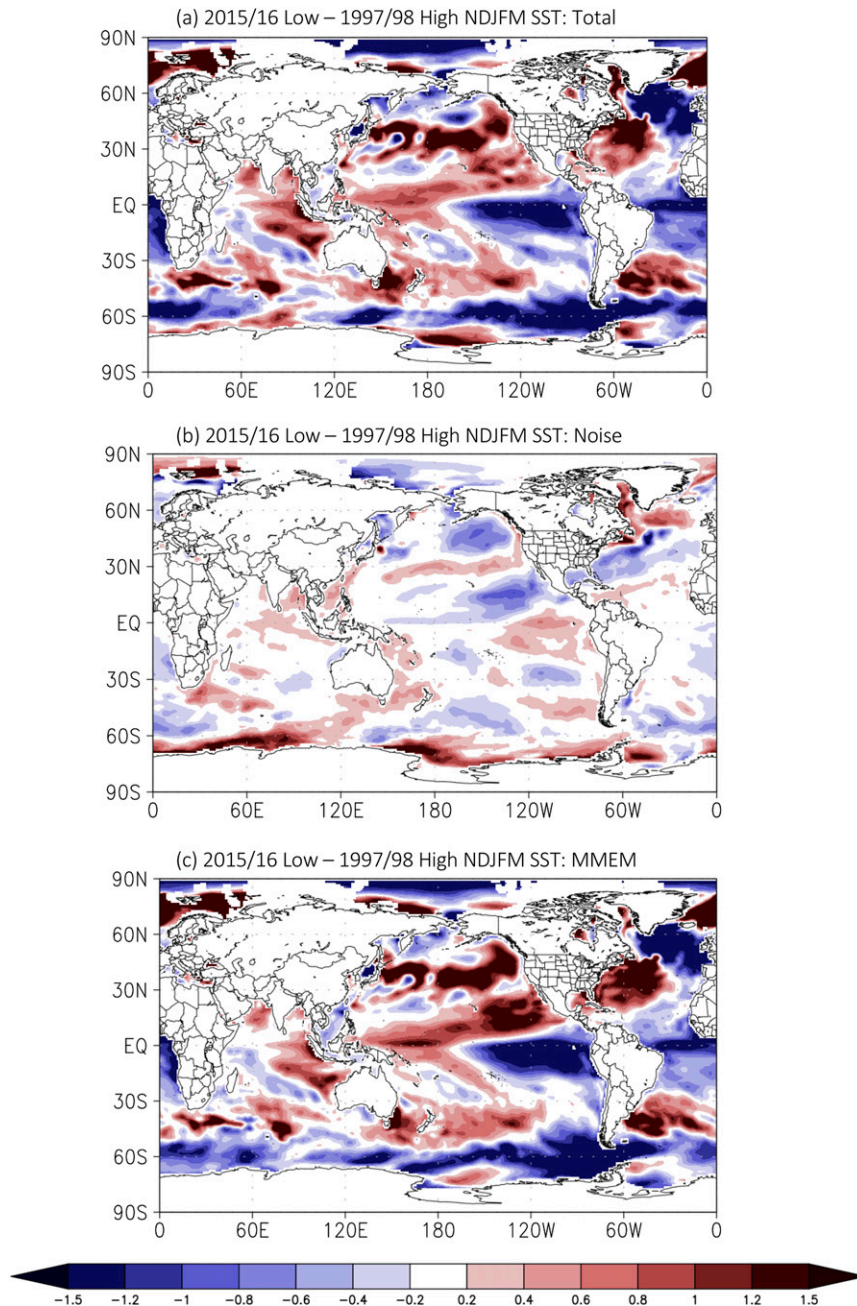 (a) 2015/16 Low – 1997/98 High NDJFM SST: Total
90N
60N
30N
EQ
30S
60S
90S
0 60E 120E 180 120W 60W 0
(b) 2015/16 Low – 1997/98 High NDJFM SST: Noise
90N
60N
30N
EQ
30S
60S
90S
0 60E 120E 180 120W 60W 0
(c) 2015/16 Low – 1997/98 High NDJFM SST: MMEM
90N
60N
30N
EQ
30S
60S
90S
0 60E 120E 180 120W 60W 0
−1.5 −1.2 −1 −0.8 −0.6 −0.4 −0.2 0.2 0.4 0.6 0.8 1 1.2 1.5